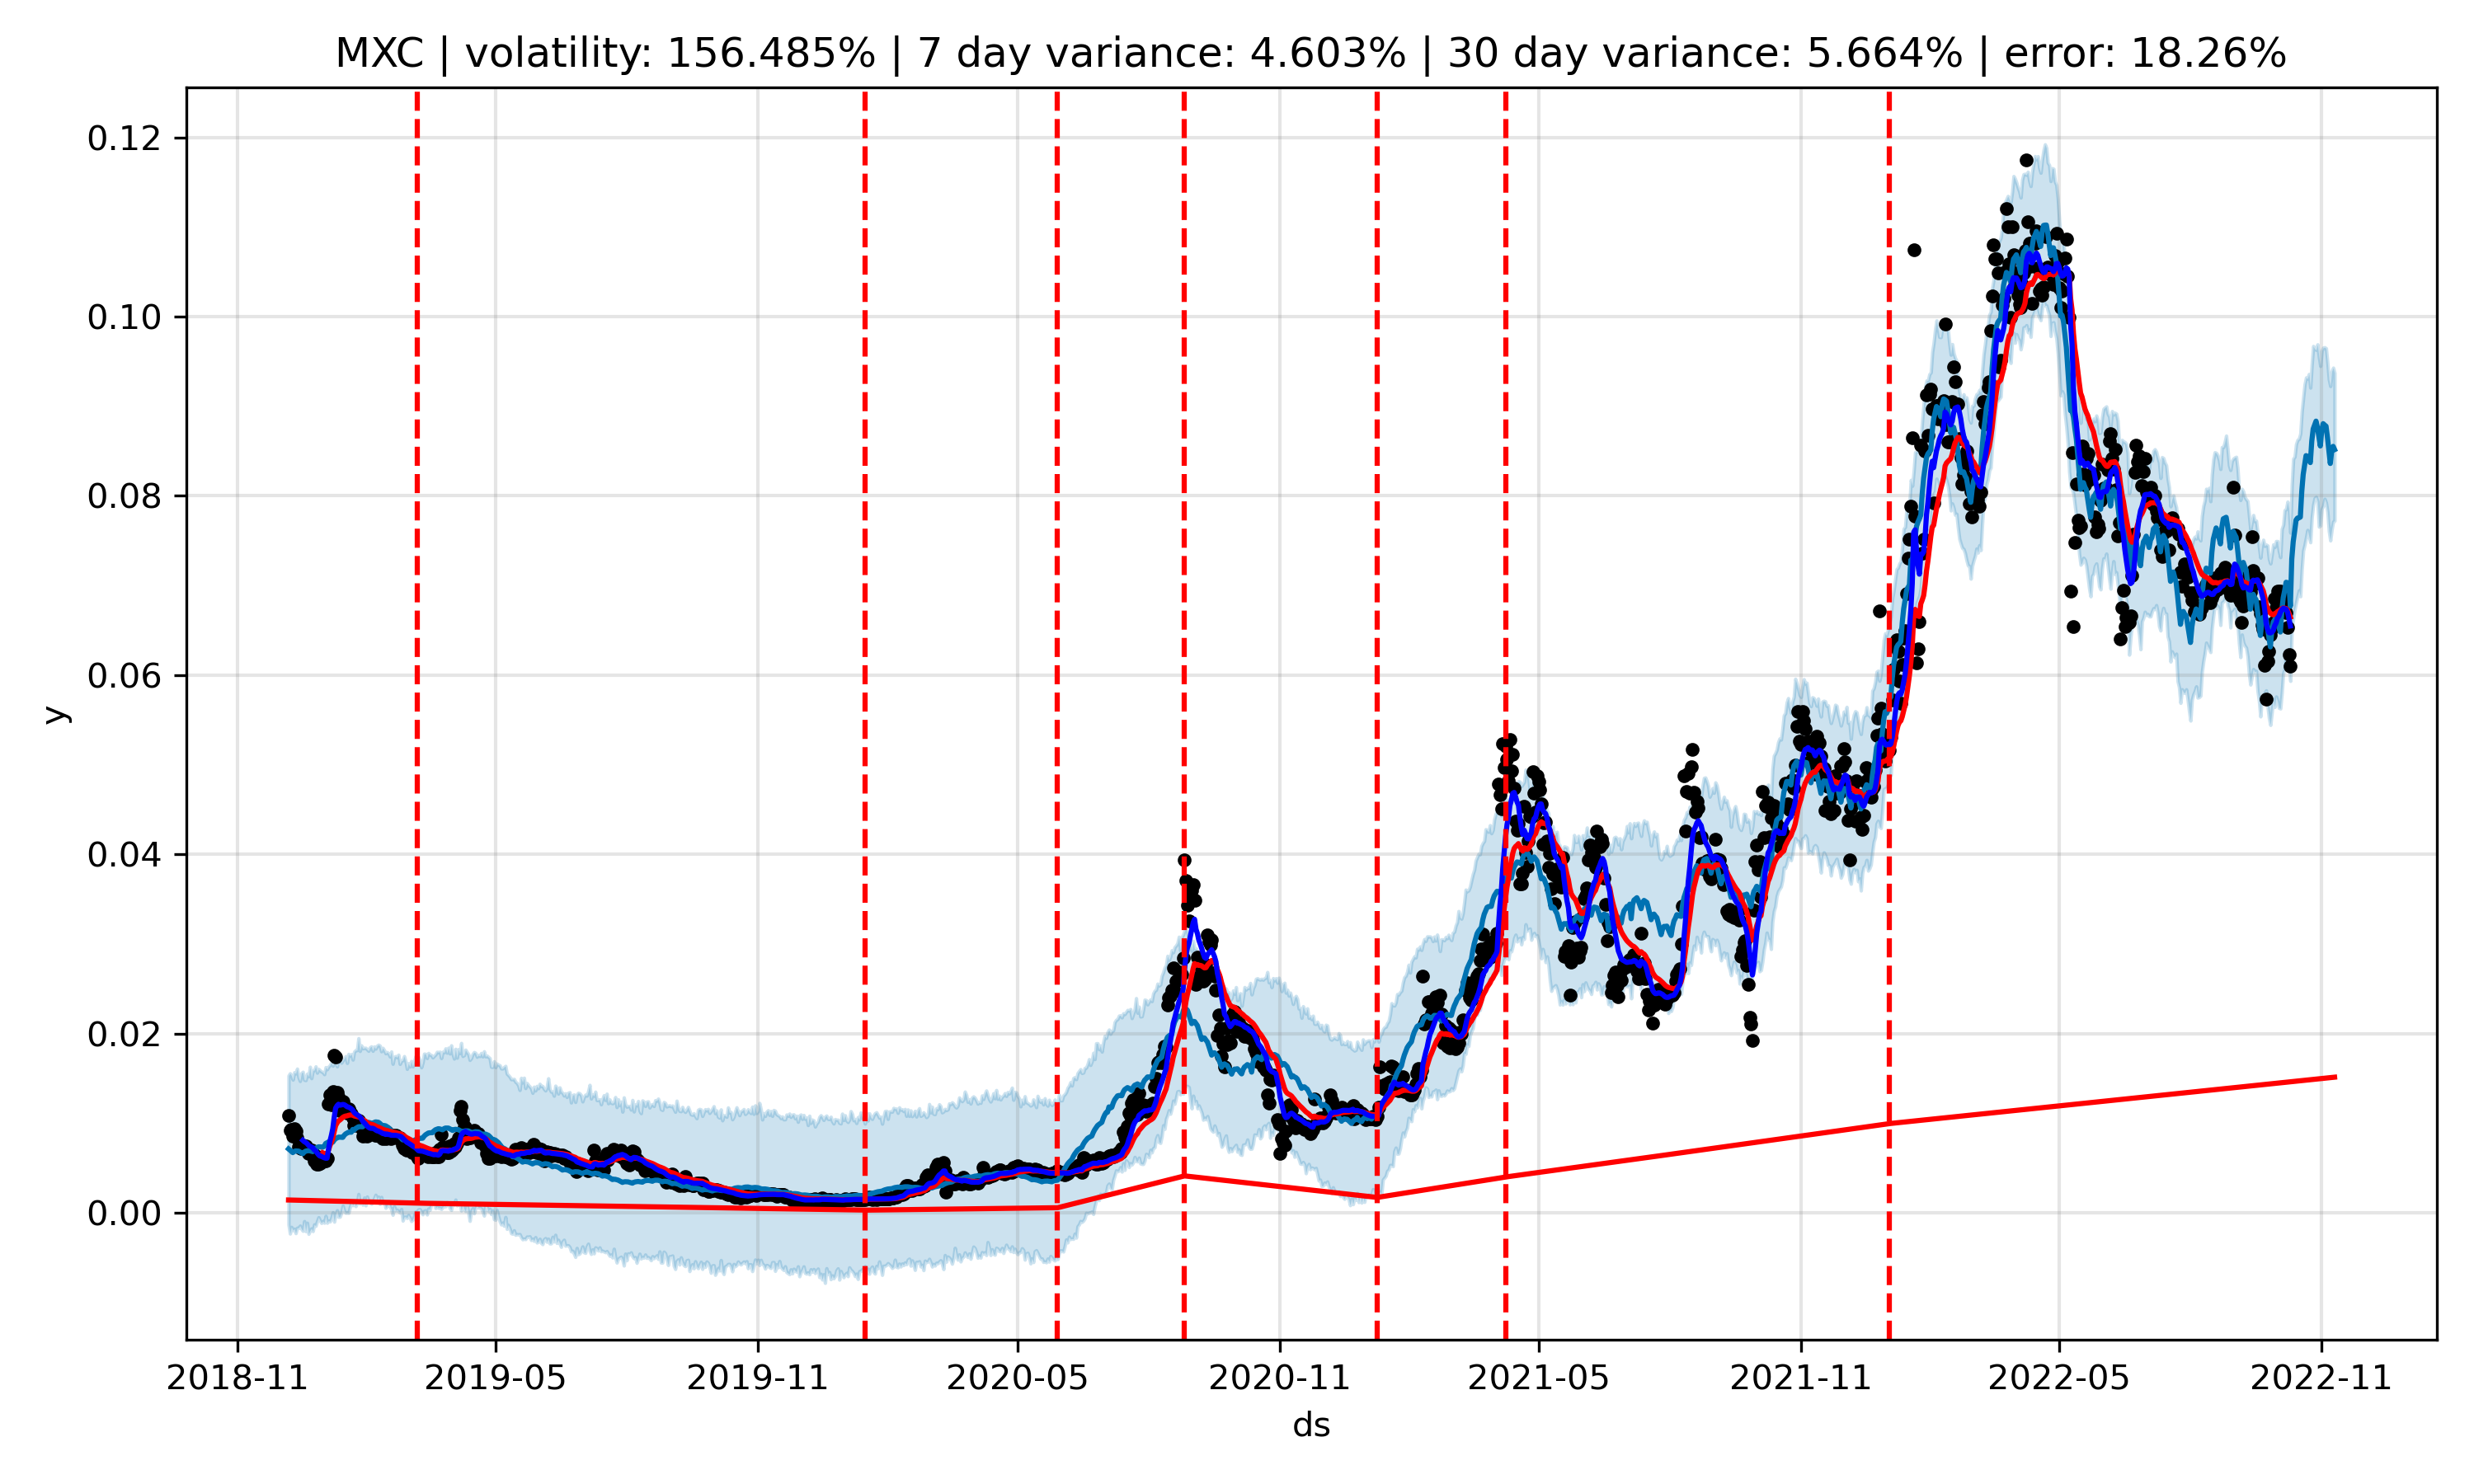 MXC | volatility: 156.485% | 7 day variance: 4.603% | 30 day variance: 5.664% | error: 18.26%
0.12
0.10
0.08
0.06
0.04
0.02
0.00
y
2018-11 2019-05 2019-11 2020-05 2020-11 2021-05 2021-11 2022-05 2022-11
ds